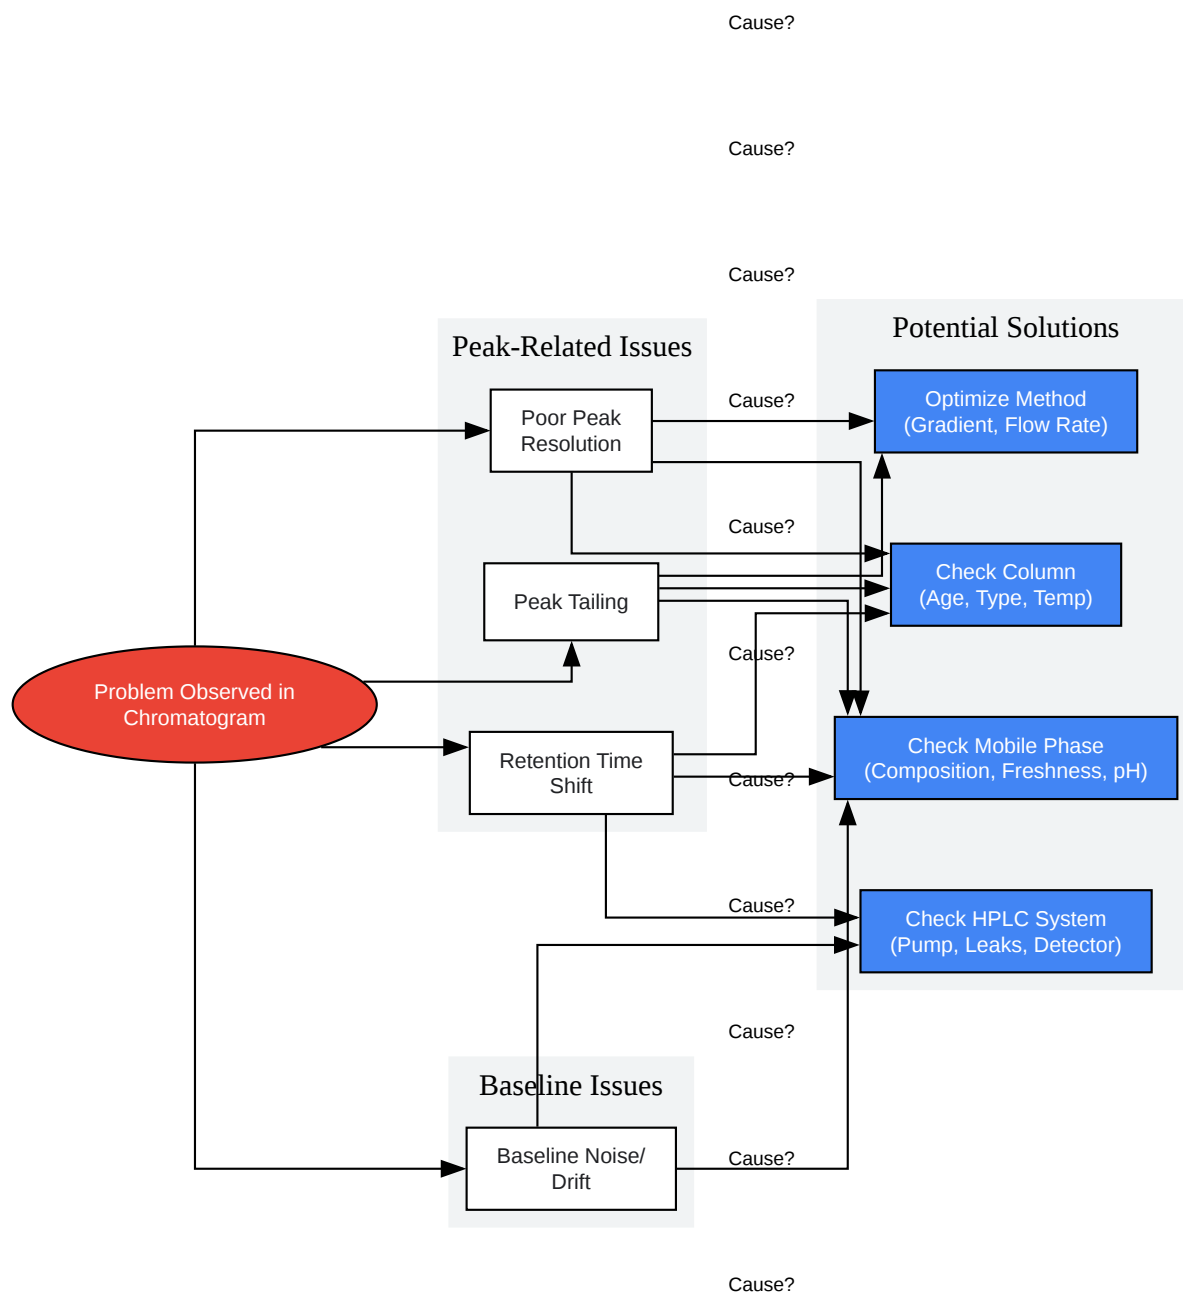 Cause?
Cause?
Cause?
Potential Solutions
Peak-Related Issues
Cause?
Optimize Method
(Gradient, Flow Rate)
Poor Peak
Resolution
Cause?
Check Column
(Age, Type, Temp)
Peak Tailing
Cause?
Problem Observed in
Chromatogram
Check Mobile Phase
(Composition, Freshness, pH)
Retention Time
Shift
Cause?
Cause?
Check HPLC System
(Pump, Leaks, Detector)
Cause?
Baseline Issues
Baseline Noise/
Drift
Cause?
Cause?